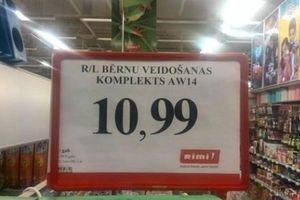 R/L BĒRNU VEIDOŠANAS
KOMPLEKTS AW14
10,99
RIMI